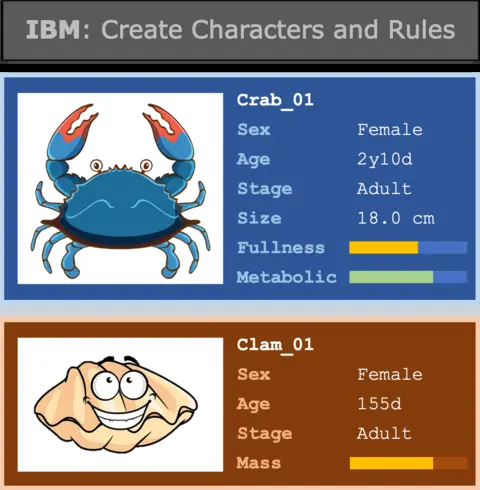 IBM: Create Characters and Rules
Crab_01
Sex Female
Age 2y10d
Stage Adult
Size 18.0 cm
Fullness
Metabolic
Clam_01
Sex Female
Age 155d
Stage Adult
Mass